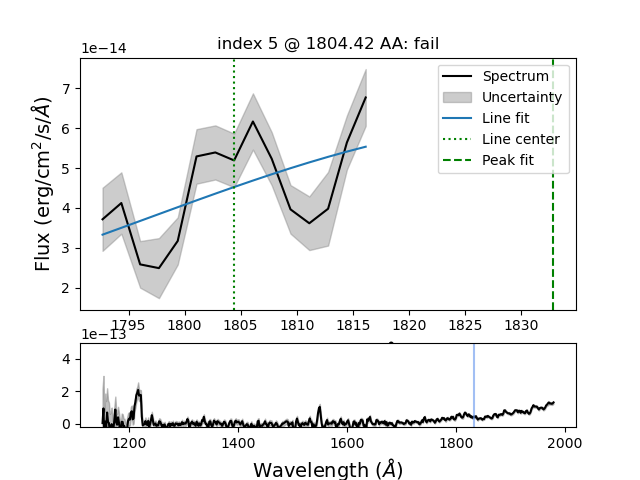 index 5 @ 1804.42 AA: fail
1e−14
7
6
5
4
3
2
Flux (erg/cm²/s/Å)
Spectrum
Uncertainty
Line fit
Line center
Peak fit
1795 1800 1805 1810 1815 1820 1825 1830
1e−13
4
2
0
1200 1400 1600 1800 2000
Wavelength (Å)